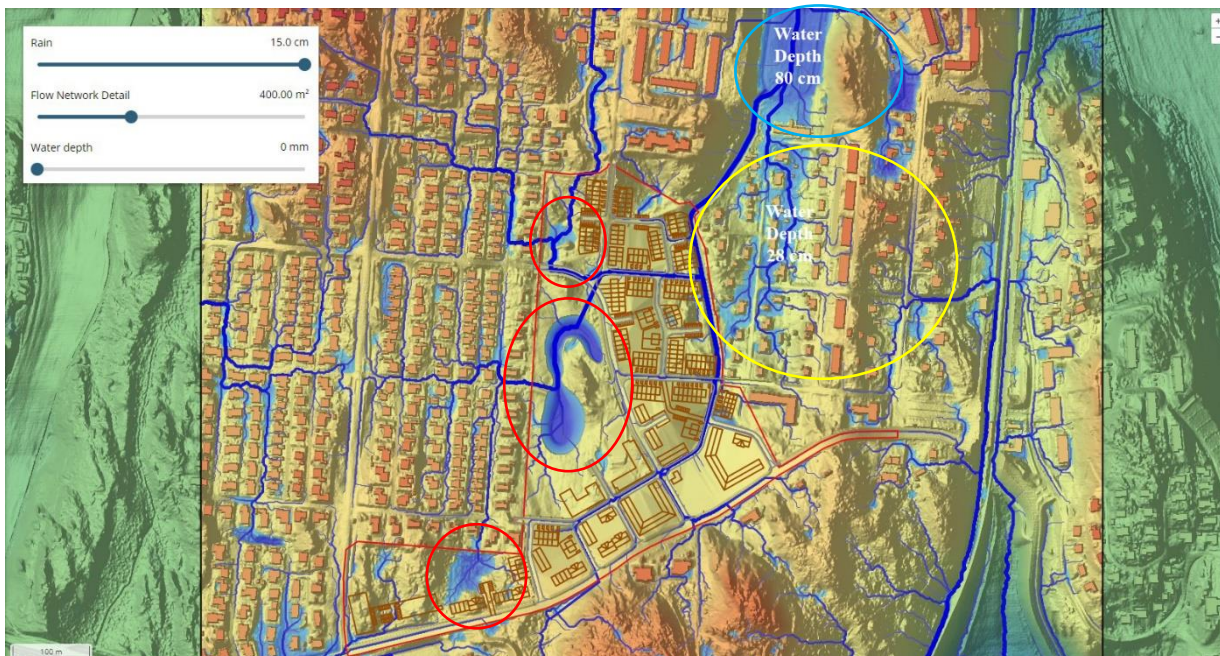 Rain 15.0 cm
Flow Network Detail 400.00 m²
Water depth 0 mm
Water
Depth
80 cm
Water
Depth
28 cm
100 m
+
−